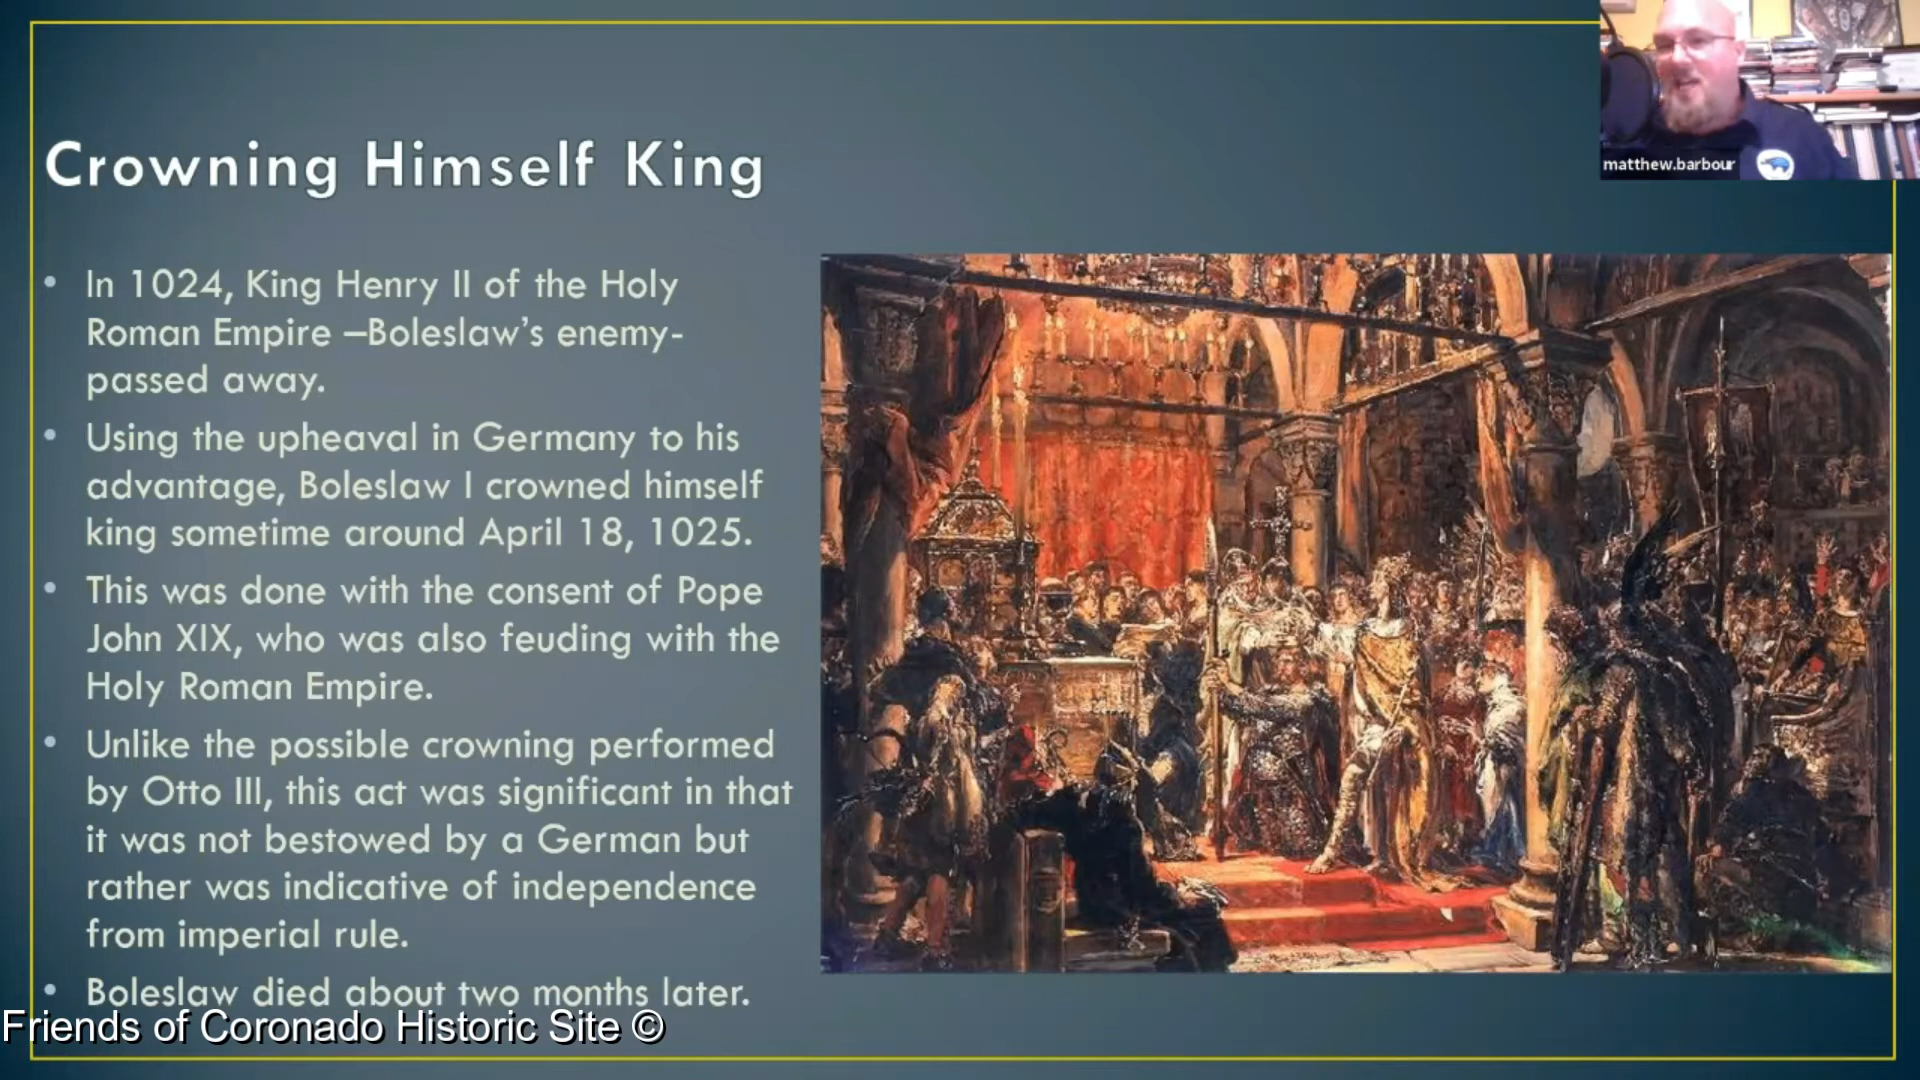 matthew.barbour
Crowning Himself King
• In 1024, King Henry II of the Holy
Roman Empire –Boleslaw’s enemy-
passed away.
• Using the upheaval in Germany to his
advantage, Boleslaw I crowned himself
king sometime around April 18, 1025.
• This was done with the consent of Pope
John XIX, who was also feuding with the
Holy Roman Empire.
• Unlike the possible crowning performed
by Otto III, this act was significant in that
it was not bestowed by a German but
rather was indicative of independence
from imperial rule.
• Boleslaw died about two months later.
Friends of Coronado Historic Site ©